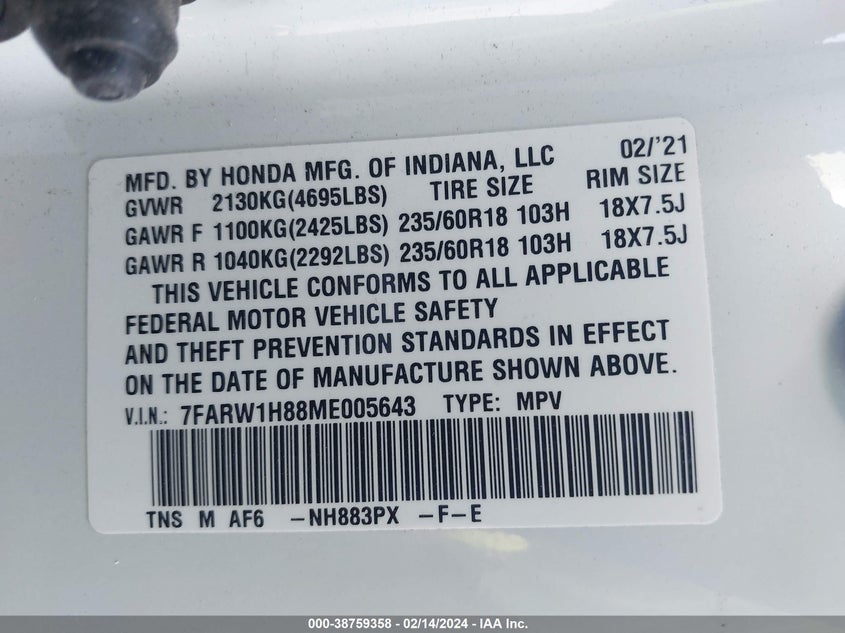 MFD. BY HONDA MFG. OF INDIANA, LLC 02/'21
GVWR 2130KG(4695LBS) TIRE SIZE RIM SIZE
GAWR F 1100KG(2425LBS) 235/60R18 103H 18X7.5J
GAWR R 1040KG(2292LBS) 235/60R18 103H 18X7.5J
THIS VEHICLE CONFORMS TO ALL APPLICABLE
FEDERAL MOTOR VEHICLE SAFETY
AND THEFT PREVENTION STANDARDS IN EFFECT
ON THE DATE OF MANUFACTURE SHOWN ABOVE.
V.I.N.: 7FARW1H88ME005643 TYPE: MPV
TNS M AF6 -NH883PX -F-E
000-38759358 - 02/14/2024 - IAA Inc.